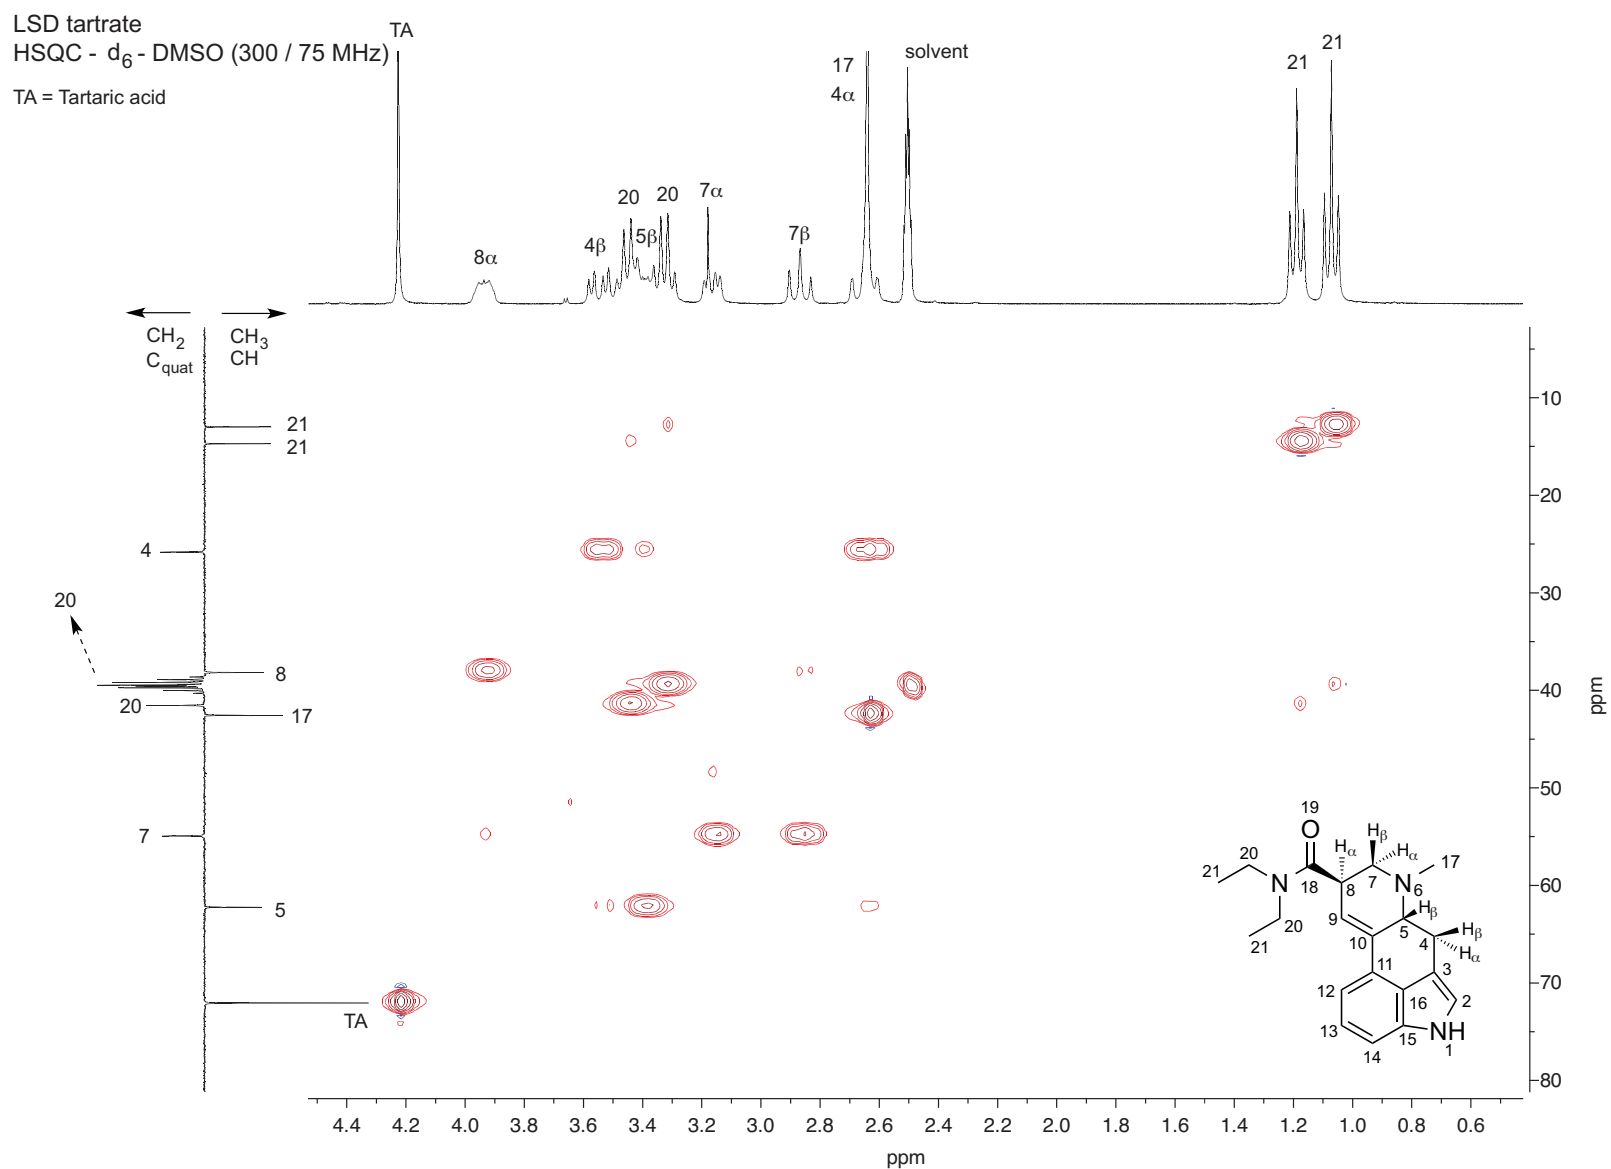 LSD tartrate
HSQC - d6 - DMSO (300 / 75 MHz)
TA = Tartaric acid
TA
8α
4β
20
5β
20
7α
7β
17
4α
solvent
21
21
CH2
Cquat
CH3
CH
21
21
4
20
8
20
17
7
5
TA
10
20
30
40
50
60
70
80
ppm
4.4 4.2 4.0 3.8 3.6 3.4 3.2 3.0 2.8 2.6 2.4 2.2 2.0 1.8 1.6 1.4 1.2 1.0 0.8 0.6
ppm
19
O
Hα
Hβ
Hα
17
20
21
18
8
7
N
6
N
Hβ
9
5
Hβ
20
4
Hα
21
10
11
3
12
16
2
13
15
NH
1
14